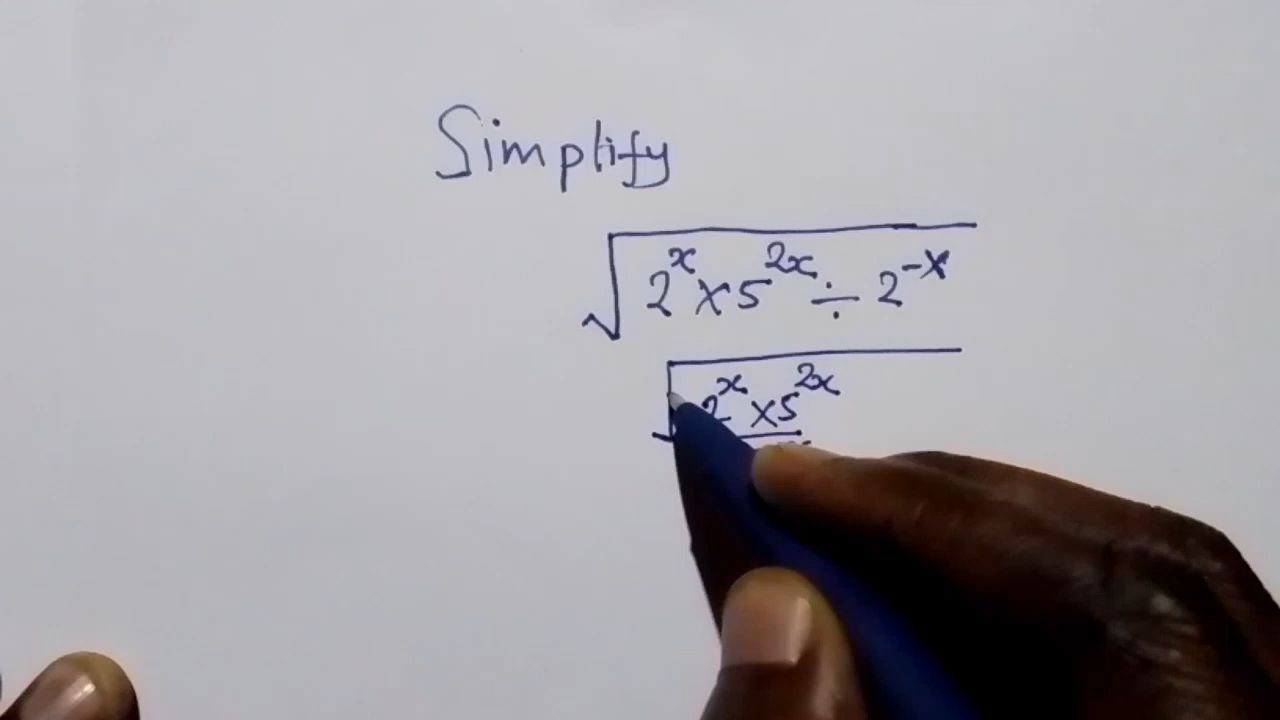 Simplify
√2^x × 5^2x ÷ 2^-x
√2^x × 5^2x